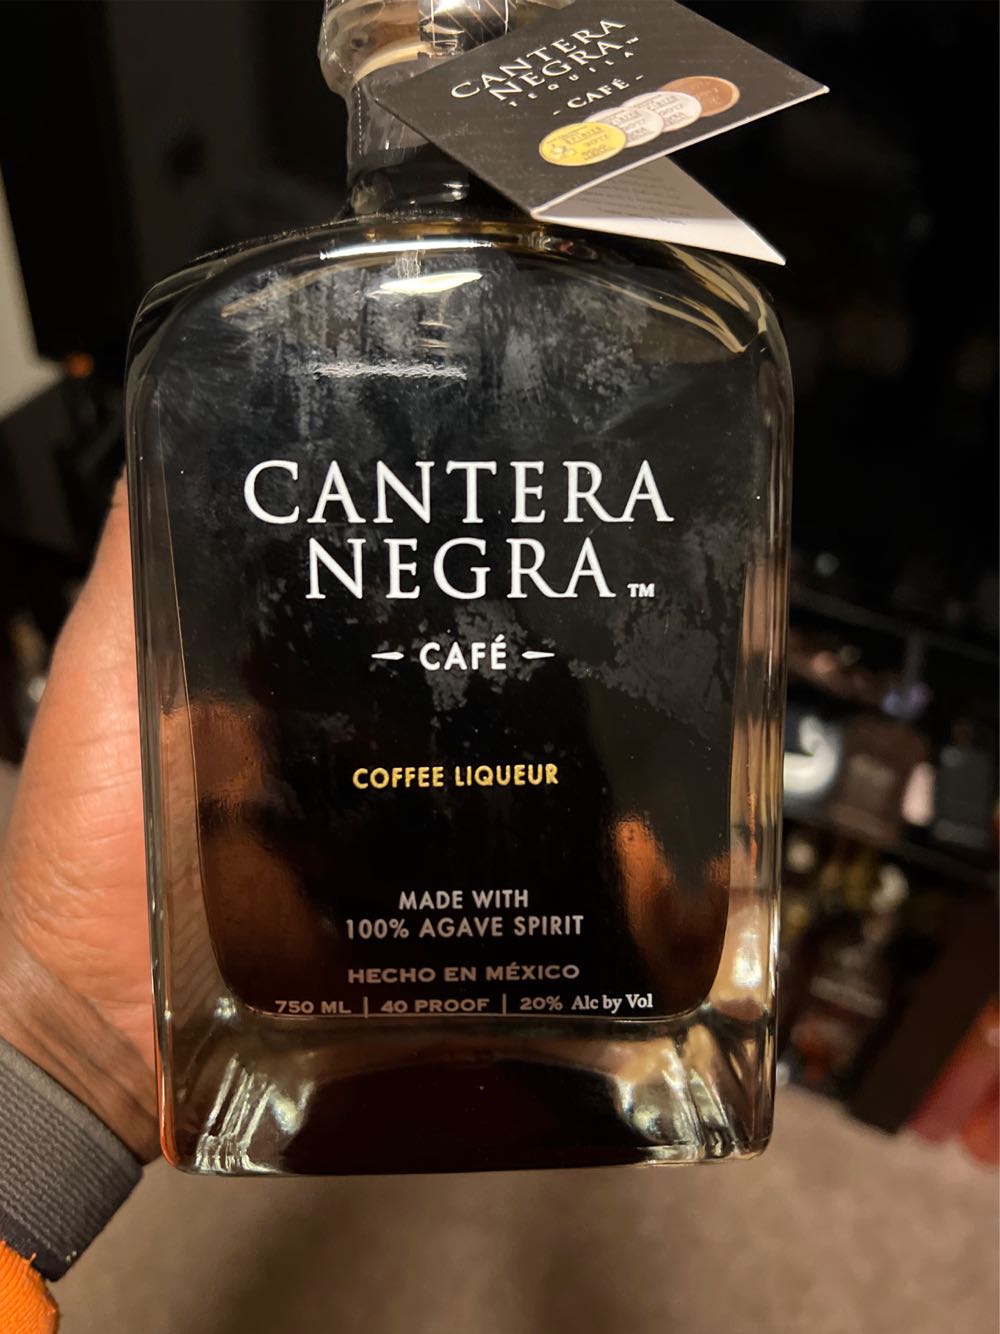 CANTERA
NEGRA™
TEQUILA
- CAFÉ -
CANTERA
NEGRA™
- CAFÉ -
COFFEE LIQUEUR
MADE WITH
100% AGAVE SPIRIT
HECHO EN MÉXICO
750 ML | 40 PROOF | 20% Alc by Vol